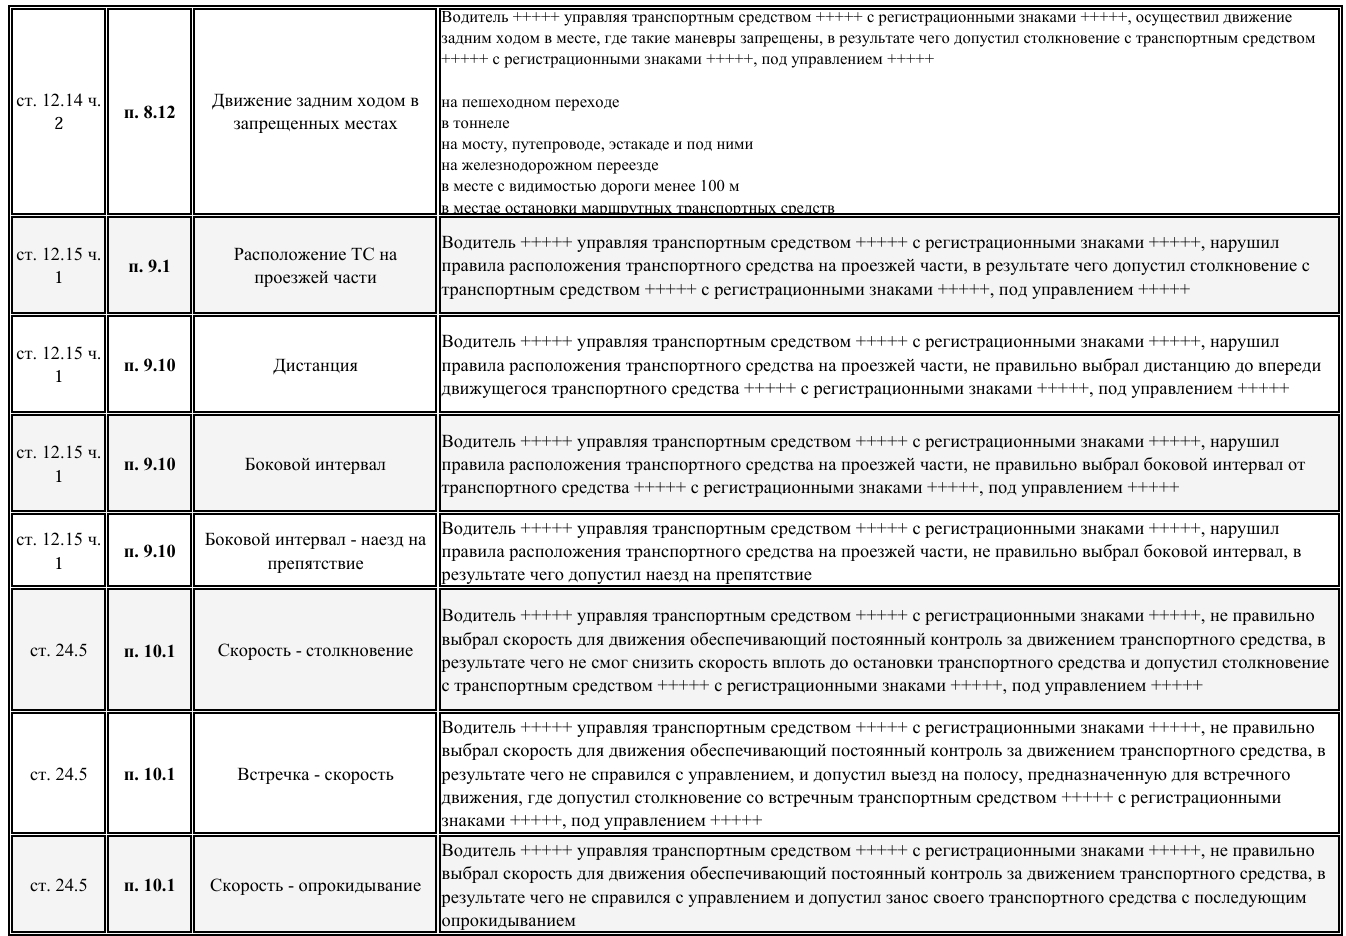 ст. 12.14 ч.
2
п. 8.12
Движение задним ходом в
запрещенных местах
Водитель +++++ управляя транспортным средством +++++ с регистрационными знаками +++++, осуществил движение
задним ходом в месте, где такие маневры запрещены, в результате чего допустил столкновение с транспортным средством
+++++ с регистрационными знаками +++++, под управлением +++++
на пешеходном переходе
в тоннеле
на мосту, путепроводе, эстакаде и под ними
на железнодорожном переезде
в месте с видимостью дороги менее 100 м
в местае остановки маршрутных транспортных средств
ст. 12.15 ч.
1
п. 9.1
Расположение ТС на
проезжей части
Водитель +++++ управляя транспортным средством +++++ с регистрационными знаками +++++, нарушил
правила расположения транспортного средства на проезжей части, в результате чего допустил столкновение с
транспортным средством +++++ с регистрационными знаками +++++, под управлением +++++
ст. 12.15 ч.
1
п. 9.10
Дистанция
Водитель +++++ управляя транспортным средством +++++ с регистрационными знаками +++++, нарушил
правила расположения транспортного средства на проезжей части, не правильно выбрал дистанцию до впереди
движущегося транспортного средства +++++ с регистрационными знаками +++++, под управлением +++++
ст. 12.15 ч.
1
п. 9.10
Боковой интервал
Водитель +++++ управляя транспортным средством +++++ с регистрационными знаками +++++, нарушил
правила расположения транспортного средства на проезжей части, не правильно выбрал боковой интервал от
транспортного средства +++++ с регистрационными знаками +++++, под управлением +++++
ст. 12.15 ч.
1
п. 9.10
Боковой интервал - наезд на
препятствие
Водитель +++++ управляя транспортным средством +++++ с регистрационными знаками +++++, нарушил
правила расположения транспортного средства на проезжей части, не правильно выбрал боковой интервал, в
результате чего допустил наезд на препятствие
ст. 24.5
п. 10.1
Скорость - столкновение
Водитель +++++ управляя транспортным средством +++++ с регистрационными знаками +++++, не правильно
выбрал скорость для движения обеспечивающий постоянный контроль за движением транспортного средства, в
результате чего не смог снизить скорость вплоть до остановки транспортного средства и допустил столкновение
с транспортным средством +++++ с регистрационными знаками +++++, под управлением +++++
ст. 24.5
п. 10.1
Встречка - скорость
Водитель +++++ управляя транспортным средством +++++ с регистрационными знаками +++++, не правильно
выбрал скорость для движения обеспечивающий постоянный контроль за движением транспортного средства, в
результате чего не справился с управлением, и допустил выезд на полосу, предназначенную для встречного
движения, где допустил столкновение со встречным транспортным средством +++++ с регистрационными
знаками +++++, под управлением +++++
ст. 24.5
п. 10.1
Скорость - опрокидывание
Водитель +++++ управляя транспортным средством +++++ с регистрационными знаками +++++, не правильно
выбрал скорость для движения обеспечивающий постоянный контроль за движением транспортного средства, в
результате чего не справился с управлением и допустил занос своего транспортного средства с последующим
опрокидыванием